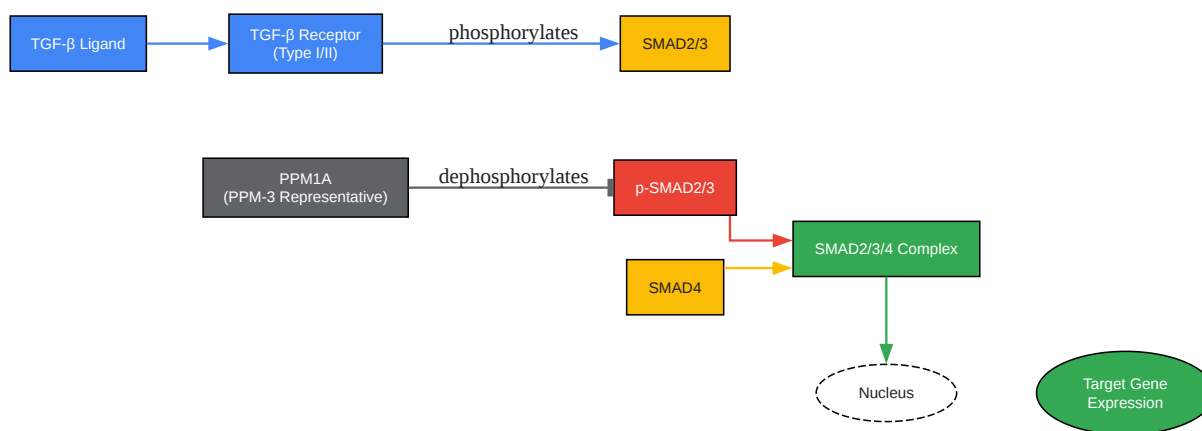 TGF-β Ligand
TGF-β Receptor
(Type I/II)
phosphorylates
SMAD2/3
PPM1A
(PPM-3 Representative)
dephosphorylates
p-SMAD2/3
SMAD2/3/4 Complex
SMAD4
Nucleus
Target Gene
Expression